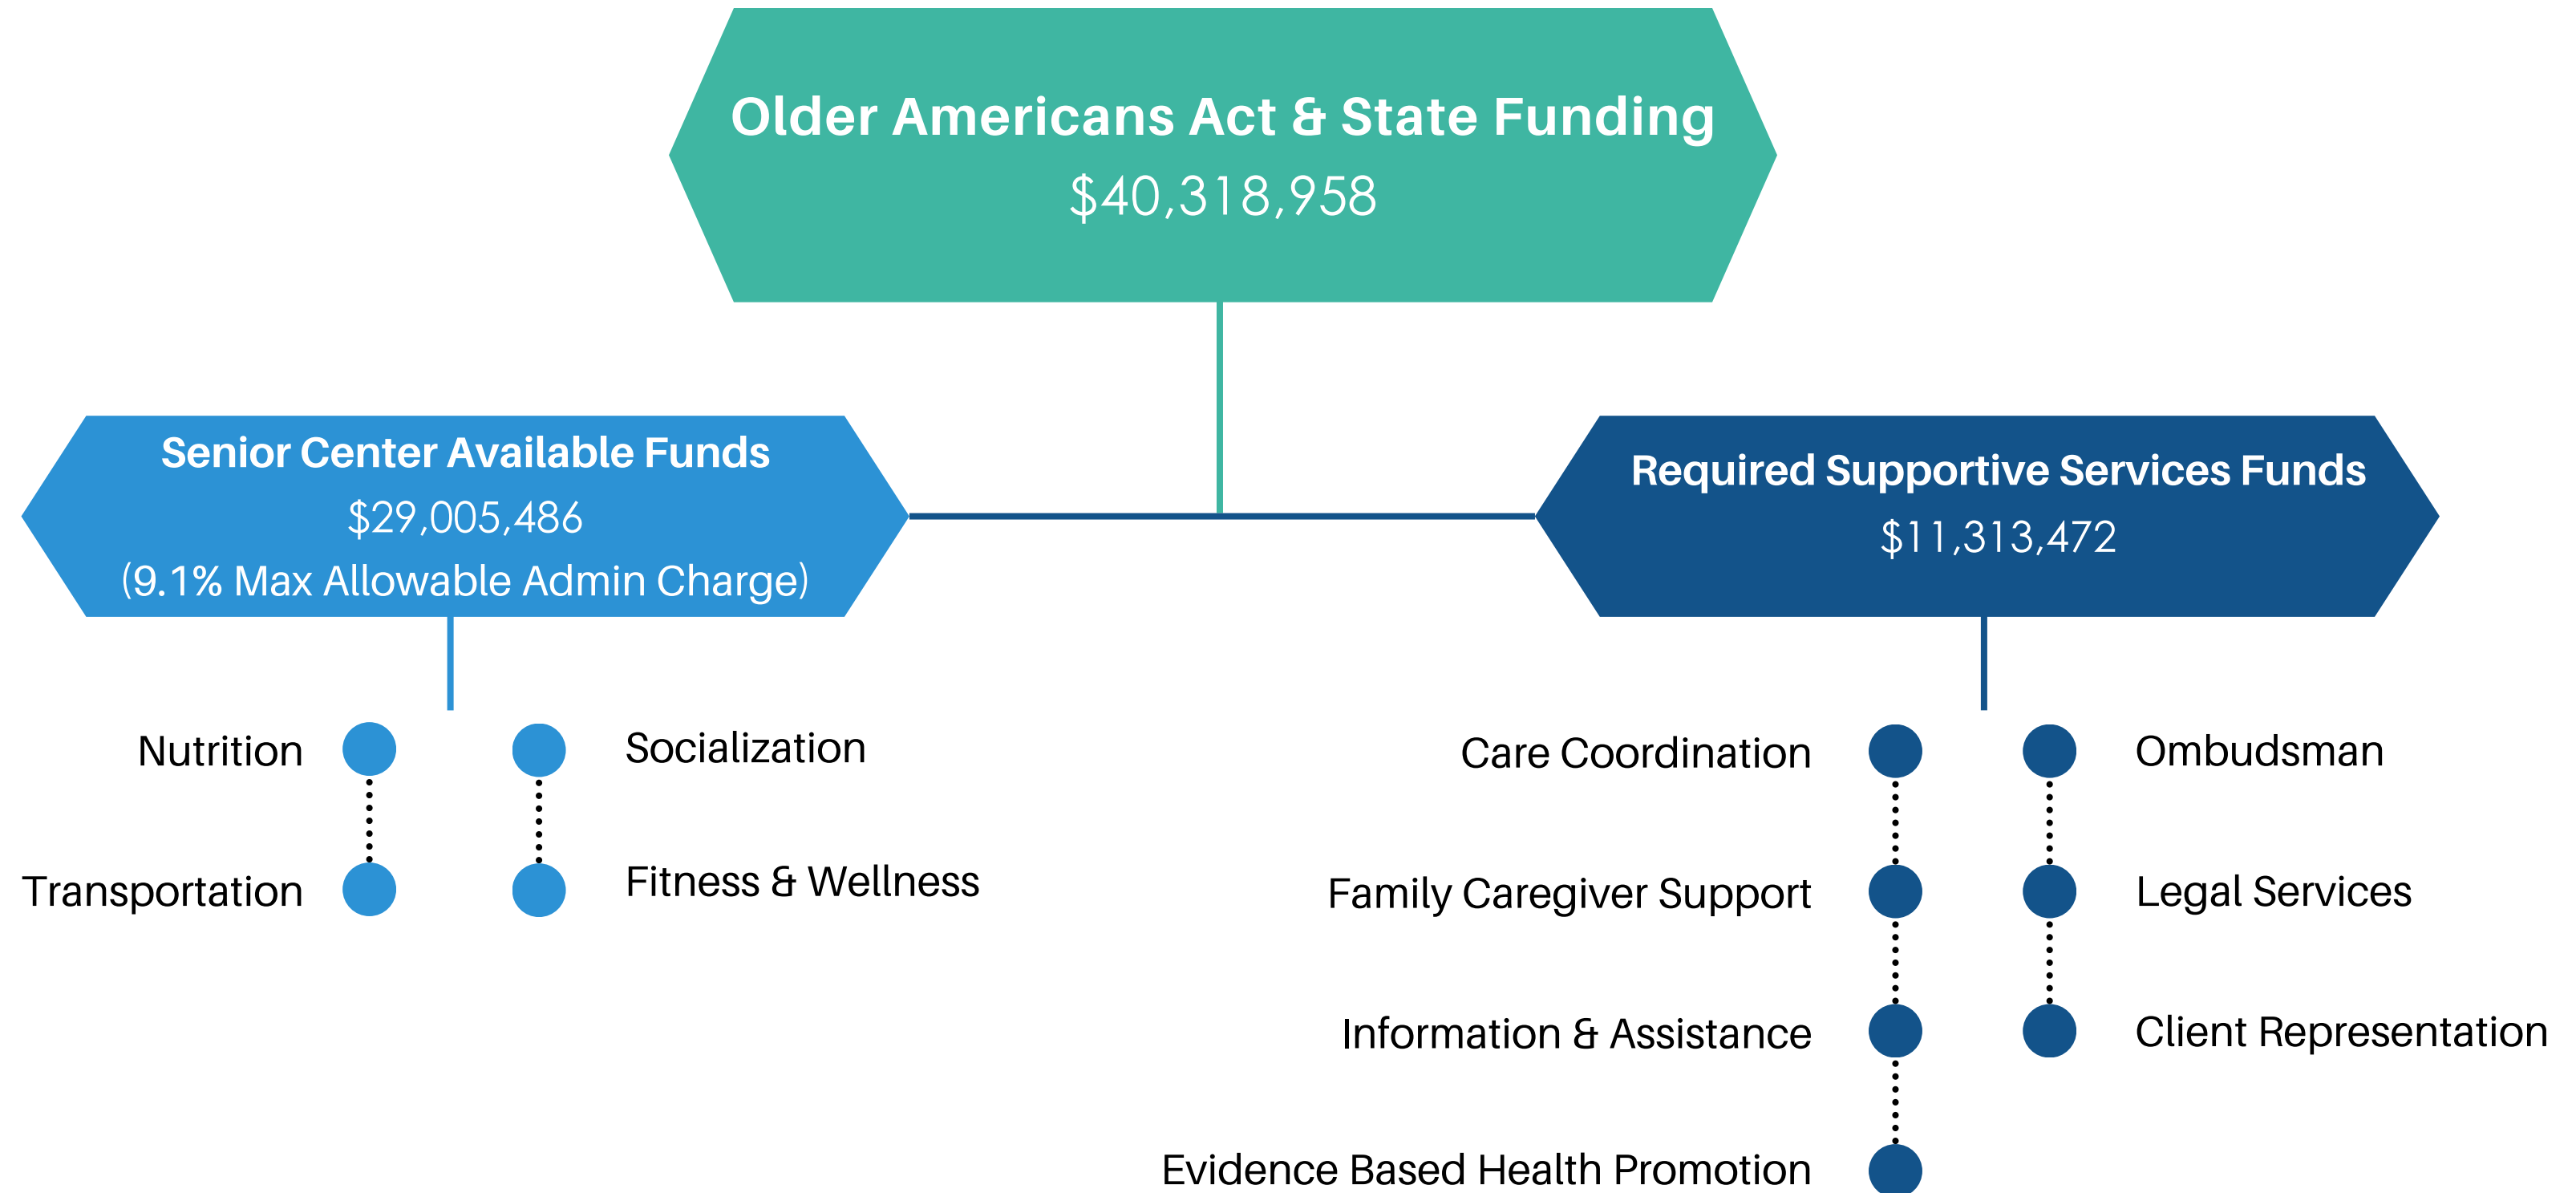 Older Americans Act & State Funding
$40,318,958
Senior Center Available Funds
$29,005,486
(9.1% Max Allowable Admin Charge)
Required Supportive Services Funds
$11,313,472
Nutrition
Socialization
Transportation
Fitness & Wellness
Care Coordination
Ombudsman
Family Caregiver Support
Legal Services
Information & Assistance
Client Representation
Evidence Based Health Promotion